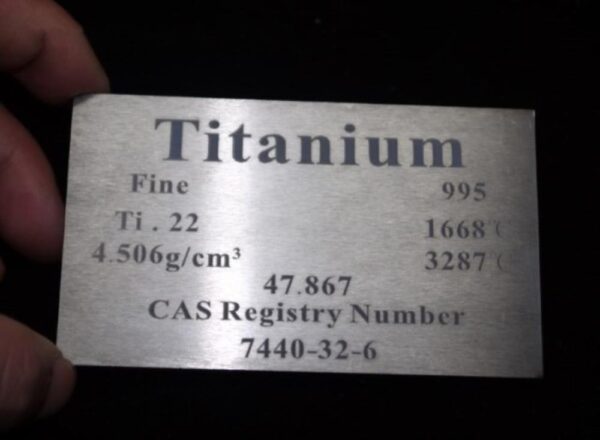 Titanium
Fine 995
Ti . 22 1668°C
4.506g/cm³ 3287°C
47.867
CAS Registry Number
7440-32-6